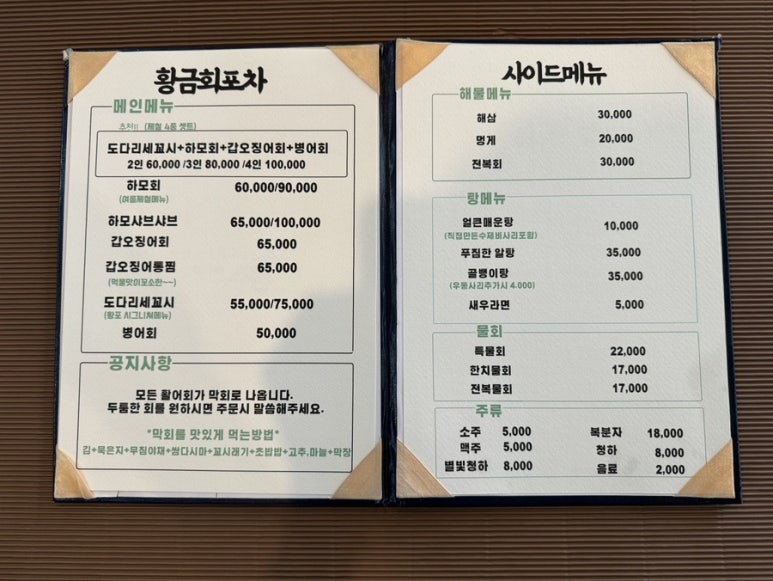 황금회포차
메인메뉴
추천!! (제철 4종 셋트)
도다리세꼬시+하모회+갑오징어회+병어회
2인 60,000 /3인 80,000 /4인 100,000
하모회 60,000/90,000
(여름제철메뉴)
하모샤브샤브 65,000/100,000
갑오징어회 65,000
갑오징어통찜 65,000
(먹물맛이꼬소한~~)
도다리세꼬시 55,000/75,000
(황포 시그니쳐메뉴)
병어회 50,000
공지사항
모든 활어회가 막회로 나옵니다.
두툼한 회를 원하시면 주문시 말씀해주세요.
*막회를 맛있게 먹는방법*
김+묵은지+무침야채+쌈다시마+꼬시래기+초밥밥+고추,마늘+막장
사이드메뉴
해물메뉴
해삼 30,000
멍게 20,000
전복회 30,000
탕메뉴
얼큰매운탕 10,000
(직접만든수제비사리포함)
푸짐한 알탕 35,000
골뱅이탕 35,000
(우동사리추가시 4,000)
새우라면 5,000
물회
특물회 22,000
한치물회 17,000
전복물회 17,000
주류
소주 5,000 복분자 18,000
맥주 5,000 청하 8,000
별빛청하 8,000 음료 2,000